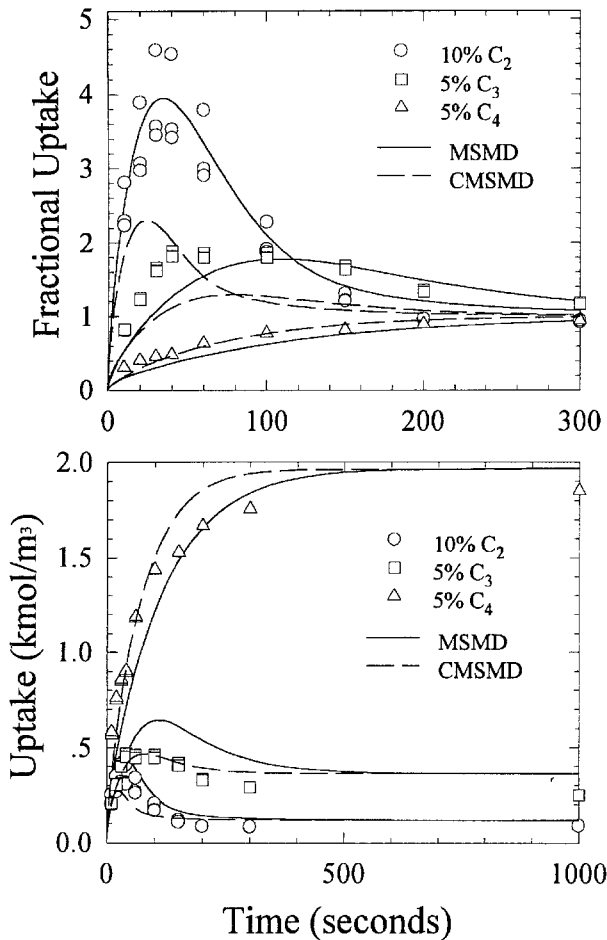 Fractional Uptake
5
4
3
2
1
0
10% C2
5% C3
5% C4
MSMD
CMSMD
0 100 200 300
Uptake (kmol/m3)
2.0
1.5
1.0
.5
0.0
10% C2
5% C3
5% C4
MSMD
CMSMD
0 500 1000
Time (seconds)